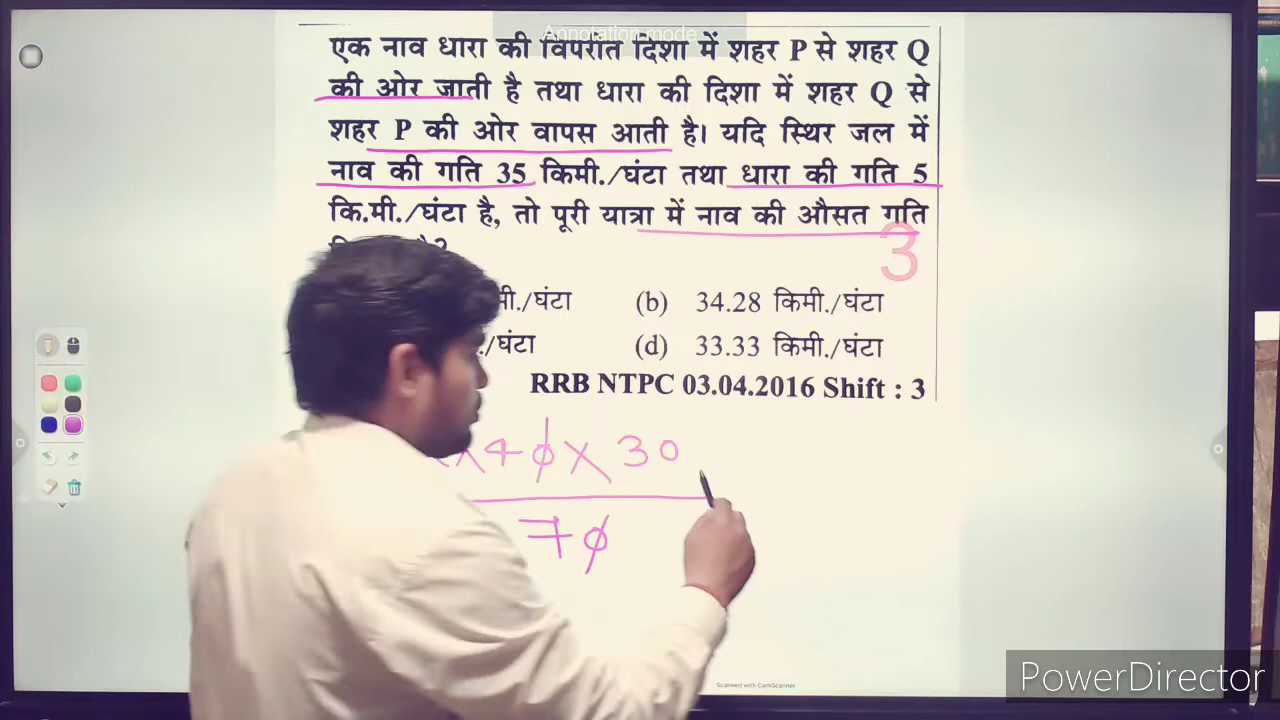 Annotation mode
एक नाव धारा की विपरीत दिशा में शहर P से शहर Q
की ओर जाती है तथा धारा की दिशा में शहर Q से
शहर P की ओर वापस आती है। यदि स्थिर जल में
नाव की गति 35 किमी./घंटा तथा धारा की गति 5
कि.मी./घंटा है, तो पूरी यात्रा में नाव की औसत गति
3
मी./घंटा (b) 34.28 किमी./घंटा
./घंटा (d) 33.33 किमी./घंटा
RRB NTPC 03.04.2016 Shift : 3
X 4 0 X 30
70
Scanned with CamScanner
PowerDirector